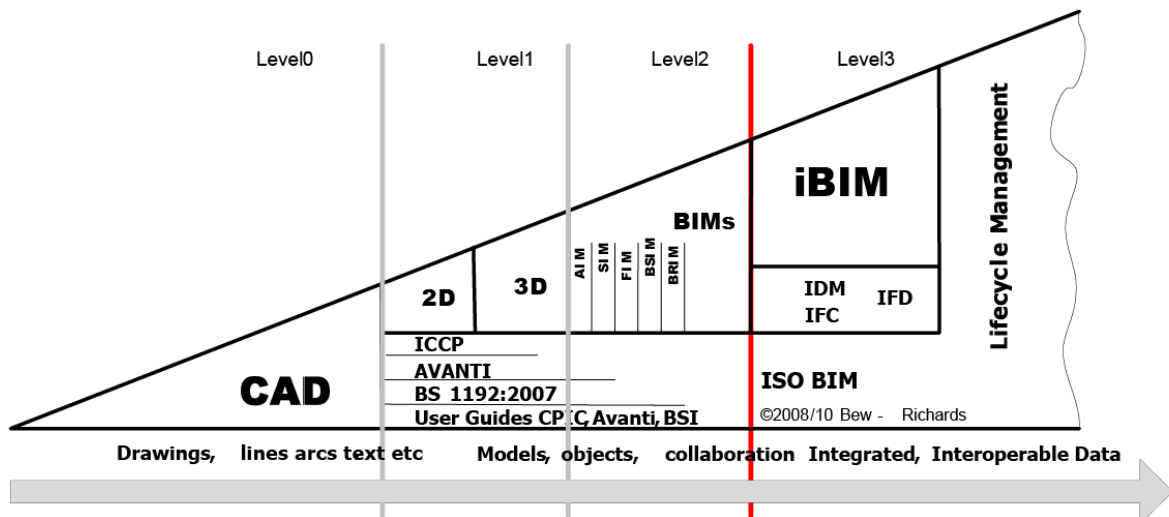 Level0
Level1
Level2
Level3
iBIM
BIMs
AIM
SIM
FIM
BSIM
BRIM
2D
3D
IDM
IFD
IFC
Lifecycle Management
CAD
ICCP
AVANTI
BS 1192:2007
User Guides CPIC, Avanti, BSI
ISO BIM
©2008/10 Bew - Richards
Drawings, lines arcs text etc
Models, objects, collaboration
Integrated, Interoperable Data